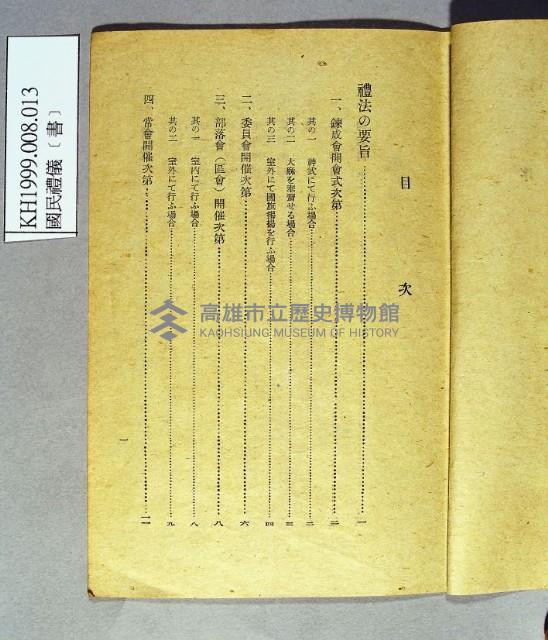 KH1999.008.013
國民禮儀〔書〕
目次
禮法の要旨……一
一、鍊成會開會式次第……二
其の一 神式にて行ふ場合……二
其の二 大麻を奉齋せる場合……三
其の三 室外にて國旗揭揚を行ふ場合……四
二、委員會開催次第……六
三、部落會（區會）開催次第……八
其の一 室內にて行ふ場合……八
其の二 室外にて行ふ場合……九
四、常會開催次第……一一
一
高雄市立歷史博物館
KAOHSIUNG MUSEUM OF HISTORY